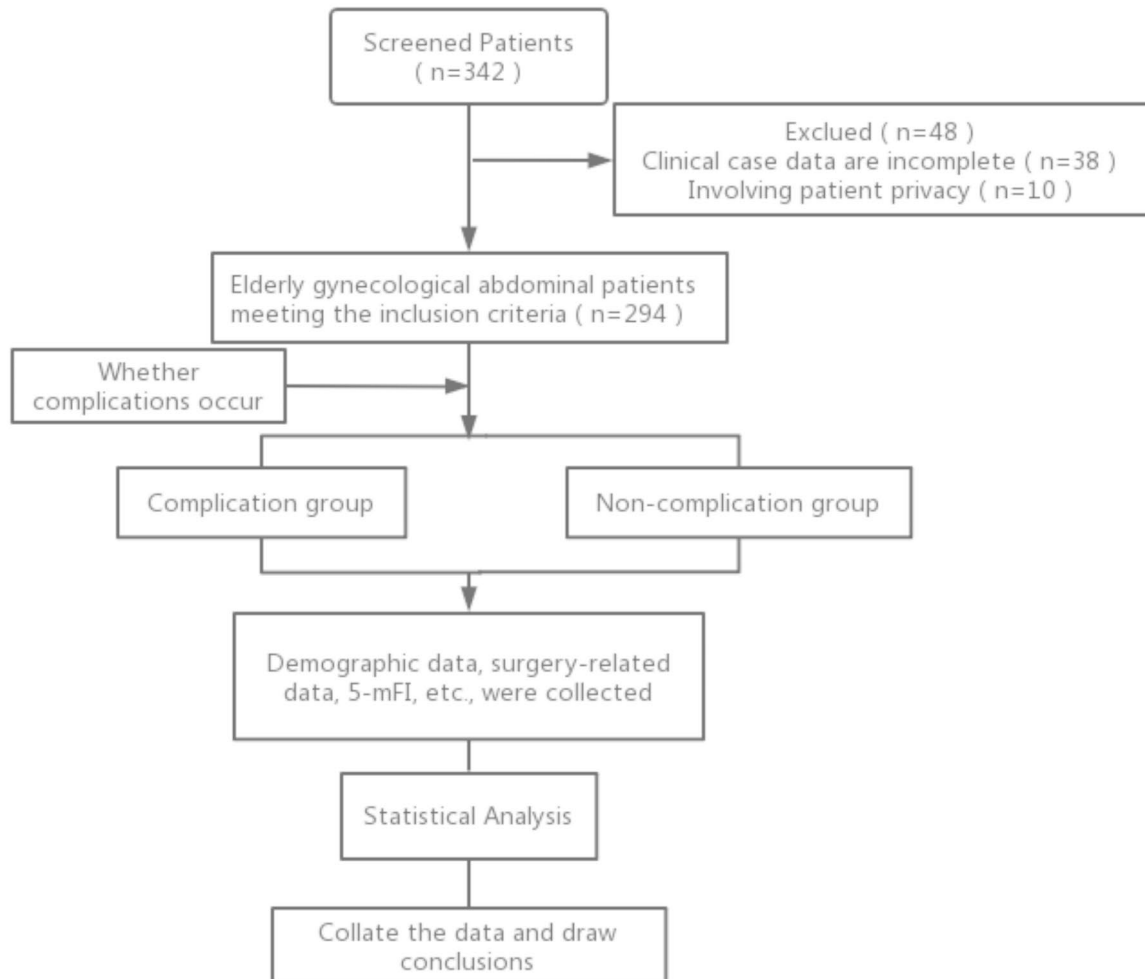 Screened Patients
( n=342 )
Exclued ( n=48 )
Clinical case data are incomplete ( n=38 )
Involving patient privacy ( n=10 )
Elderly gynecological abdominal patients
meeting the inclusion criteria ( n=294 )
Whether
complications occur
Complication group
Non-complication group
Demographic data, surgery-related
data, 5-mFI, etc., were collected
Statistical Analysis
Collate the data and draw
conclusions